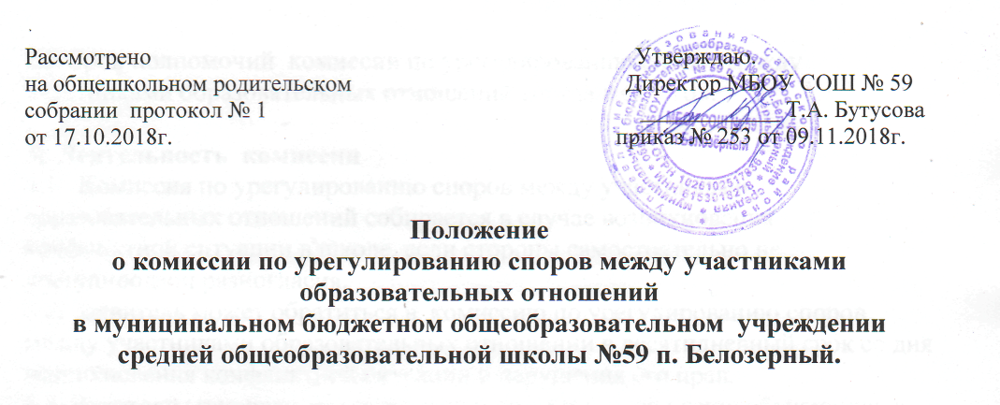 Рассмотрено
на общешкольном родительском
собрании протокол № 1
от 17.10.2018г.
Утверждаю.
Директор МБОУ СОШ № 59
Т.А. Бутусова
приказ № 253 от 09.11.2018г.
Положение
о комиссии по урегулированию споров между участниками
образовательных отношений
в муниципальном бюджетном общеобразовательном учреждении
средней общеобразовательной школы №59 п. Белозерный.